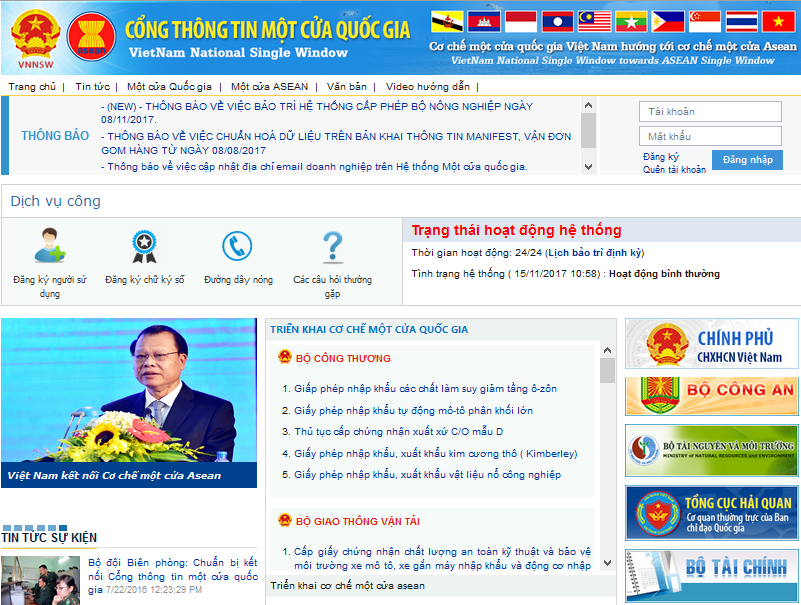 CỔNG THÔNG TIN MỘT CỬA QUỐC GIA
VietNam National Single Window
VNNSW
asean
Cơ chế một cửa quốc gia Việt Nam hướng tới cơ chế một cửa Asean
VietNam National Single Window towards ASEAN Single Window
Trang chủ | Tin tức | Một cửa Quốc gia | Một cửa ASEAN | Văn bản | Video hướng dẫn |
THÔNG BÁO
- (NEW) - THÔNG BÁO VỀ VIỆC BẢO TRÌ HỆ THỐNG CẤP PHÉP BỘ NÔNG NGHIỆP NGÀY
08/11/2017.
- THÔNG BÁO VỀ VIỆC CHUẨN HOÁ DỮ LIỆU TRÊN BẢN KHAI THÔNG TIN MANIFEST, VẬN ĐƠN
GOM HÀNG TỪ NGÀY 08/08/2017
- Thông báo về việc cập nhật địa chỉ email doanh nghiệp trên Hệ thống Một cửa quốc gia.
Tài khoản
Mật khẩu
Đăng ký
Quên tài khoản
Đăng nhập
Dịch vụ công
Đăng ký người sử
dụng
Đăng ký chữ ký số
Đường dây nóng
Các câu hỏi thường
gặp
Trạng thái hoạt động hệ thống
Thời gian hoạt động: 24/24 (Lịch bảo trì định kỳ)
Tình trạng hệ thống ( 15/11/2017 10:58) : Hoạt động bình thường
Việt Nam kết nối Cơ chế một cửa Asean
TIN TỨC SỰ KIỆN
Bộ đội Biên phòng: Chuẩn bị kết
nối Cổng thông tin một cửa quốc
gia 7/22/2016 12:23:29 PM
TRIỂN KHAI CƠ CHẾ MỘT CỬA QUỐC GIA
BỘ CÔNG THƯƠNG
1. Giấp phép nhập khẩu các chất làm suy giảm tầng ô-zôn
2. Giấy phép nhập khẩu tự động mô-tô phân khối lớn
3. Thủ tục cấp chứng nhận xuất xứ C/O mẫu D
4. Giấy phép nhập khẩu, xuất khẩu kim cương thô ( Kimberley)
5. Giấy phép nhập khẩu, xuất khẩu vật liệu nổ công nghiệp
BỘ GIAO THÔNG VẬN TẢI
1. Cấp giấy chứng nhận chất lượng an toàn kỹ thuật và bảo vệ
môi trường xe mô tô, xe gắn máy nhập khẩu và động cơ nhập
Triển khai cơ chế một cửa asean
CHÍNH PHỦ
CHXHCN Việt Nam
BỘ CÔNG AN
BỘ TÀI NGUYÊN VÀ MÔI TRƯỜNG
MINISTRY OF NATURAL RESOURCES AND ENVIRONMENT
TỔNG CỤC HẢI QUAN
Cơ quan thường trực của Ban
chỉ đạo Quốc gia
BỘ TÀI CHÍNH